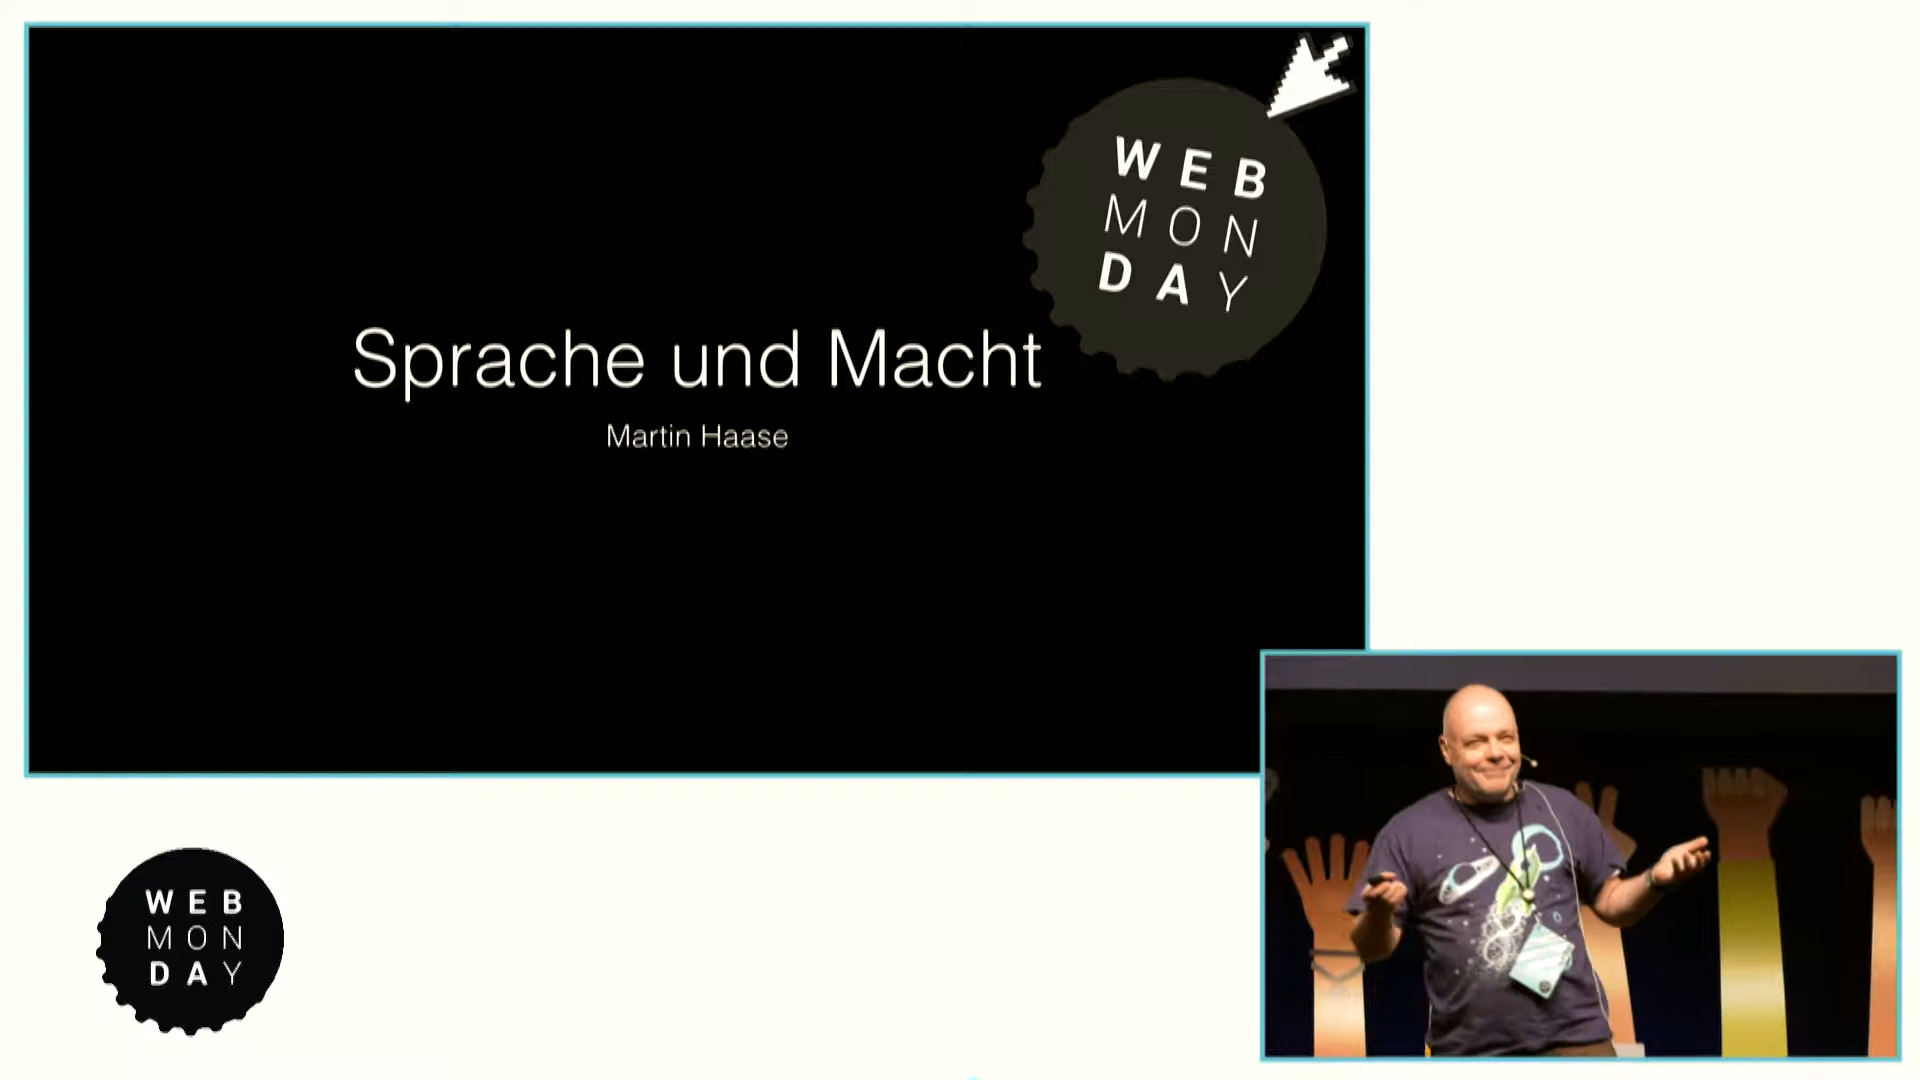 WEB
MON
DAY
Sprache und Macht
Martin Haase
WEB
MON
DAY